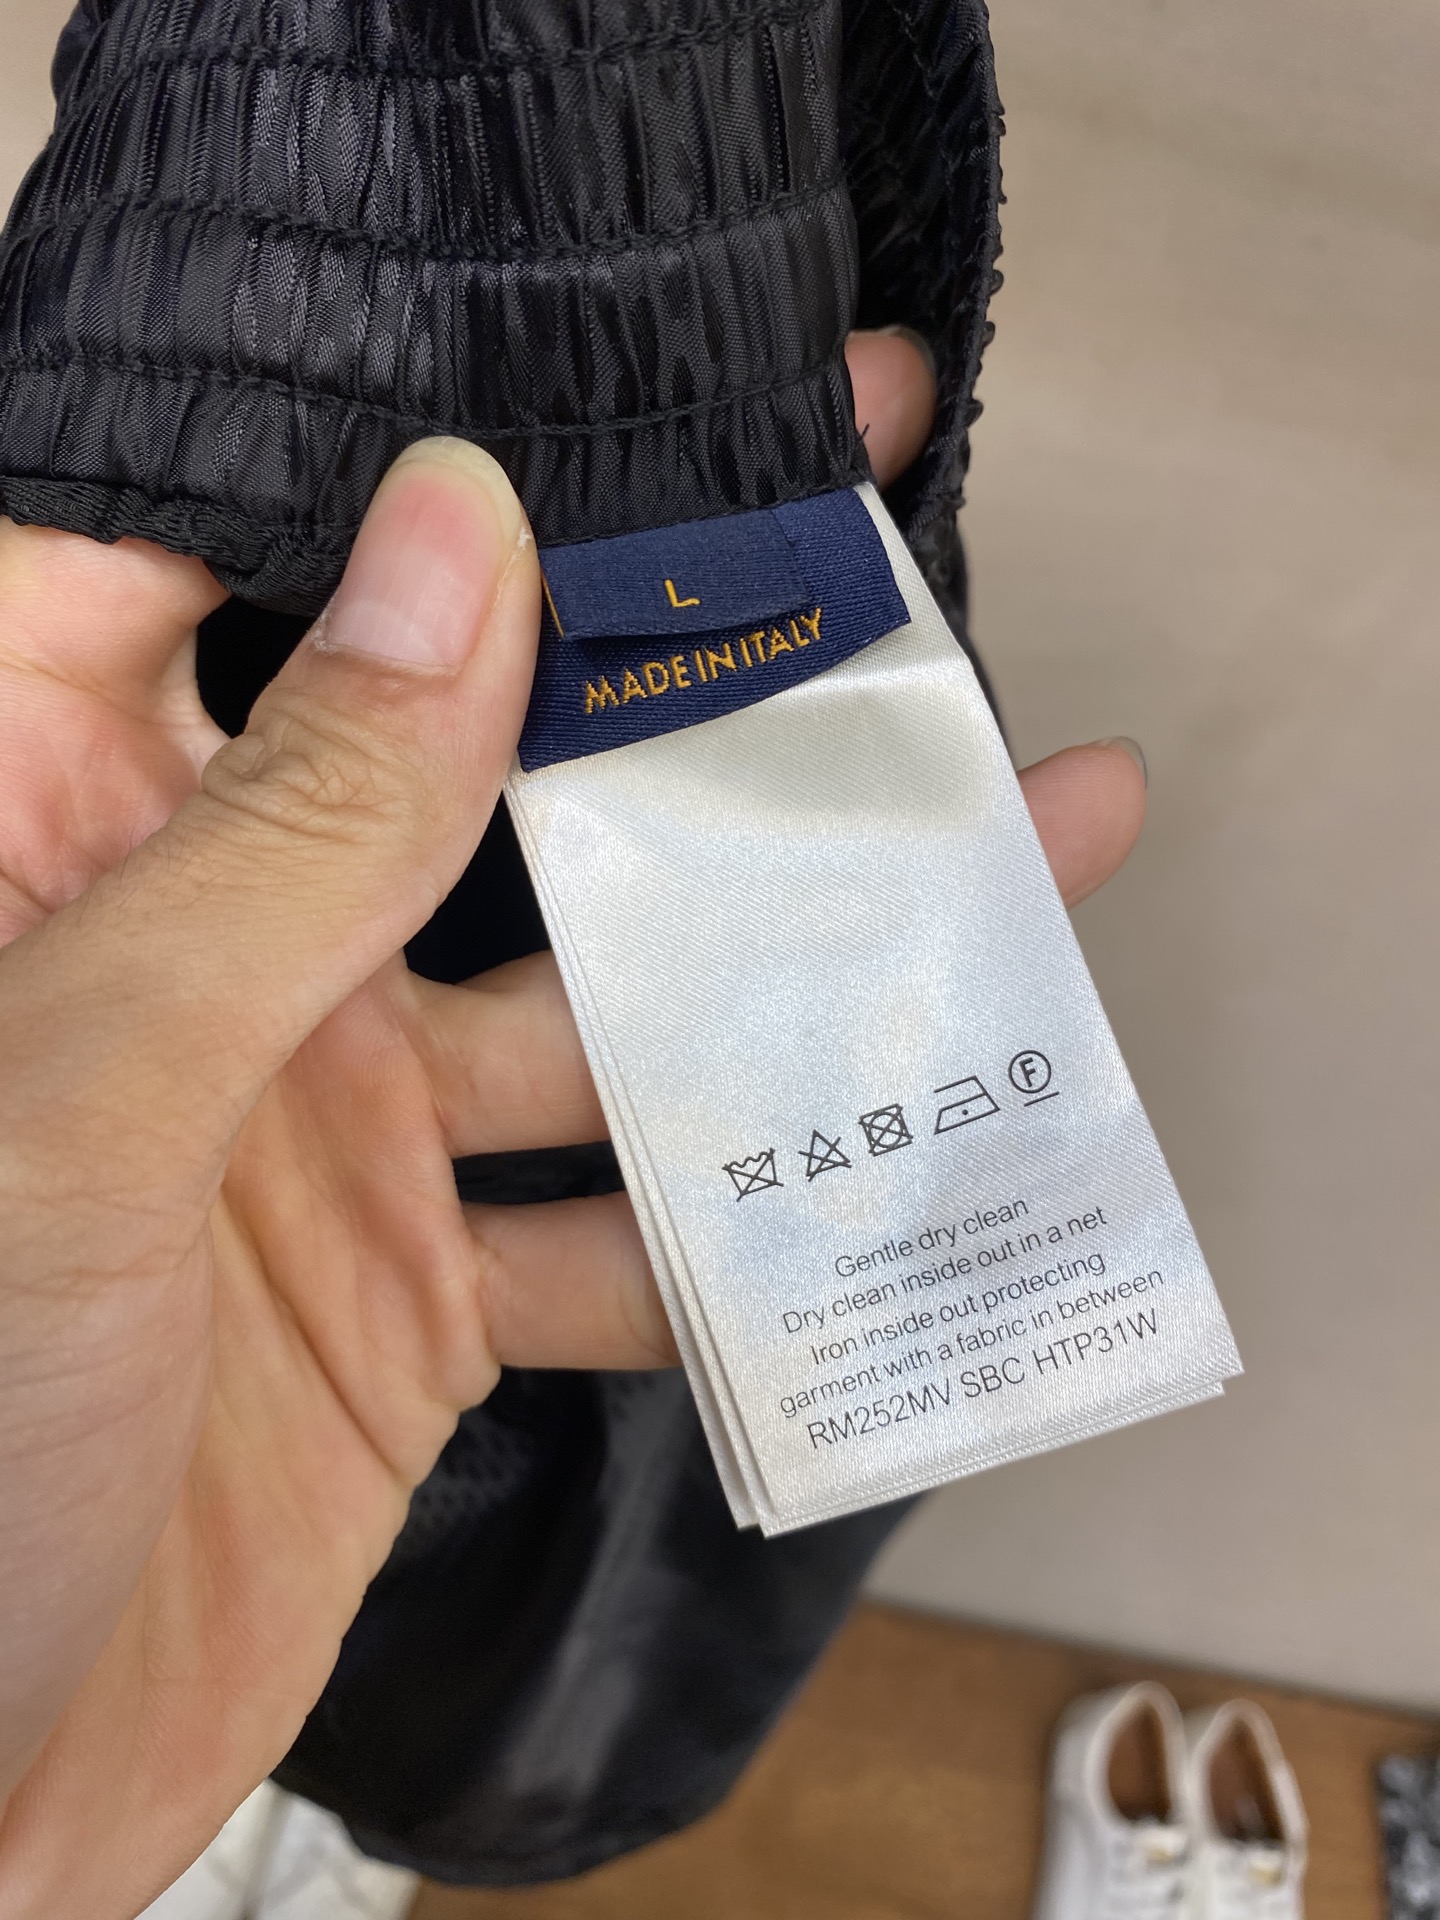 L
MADE IN ITALY
F
Gentle dry clean
Dry clean inside out in a net
Iron inside out protecting
garment with a fabric in between
RM252MV SBC HTP31W